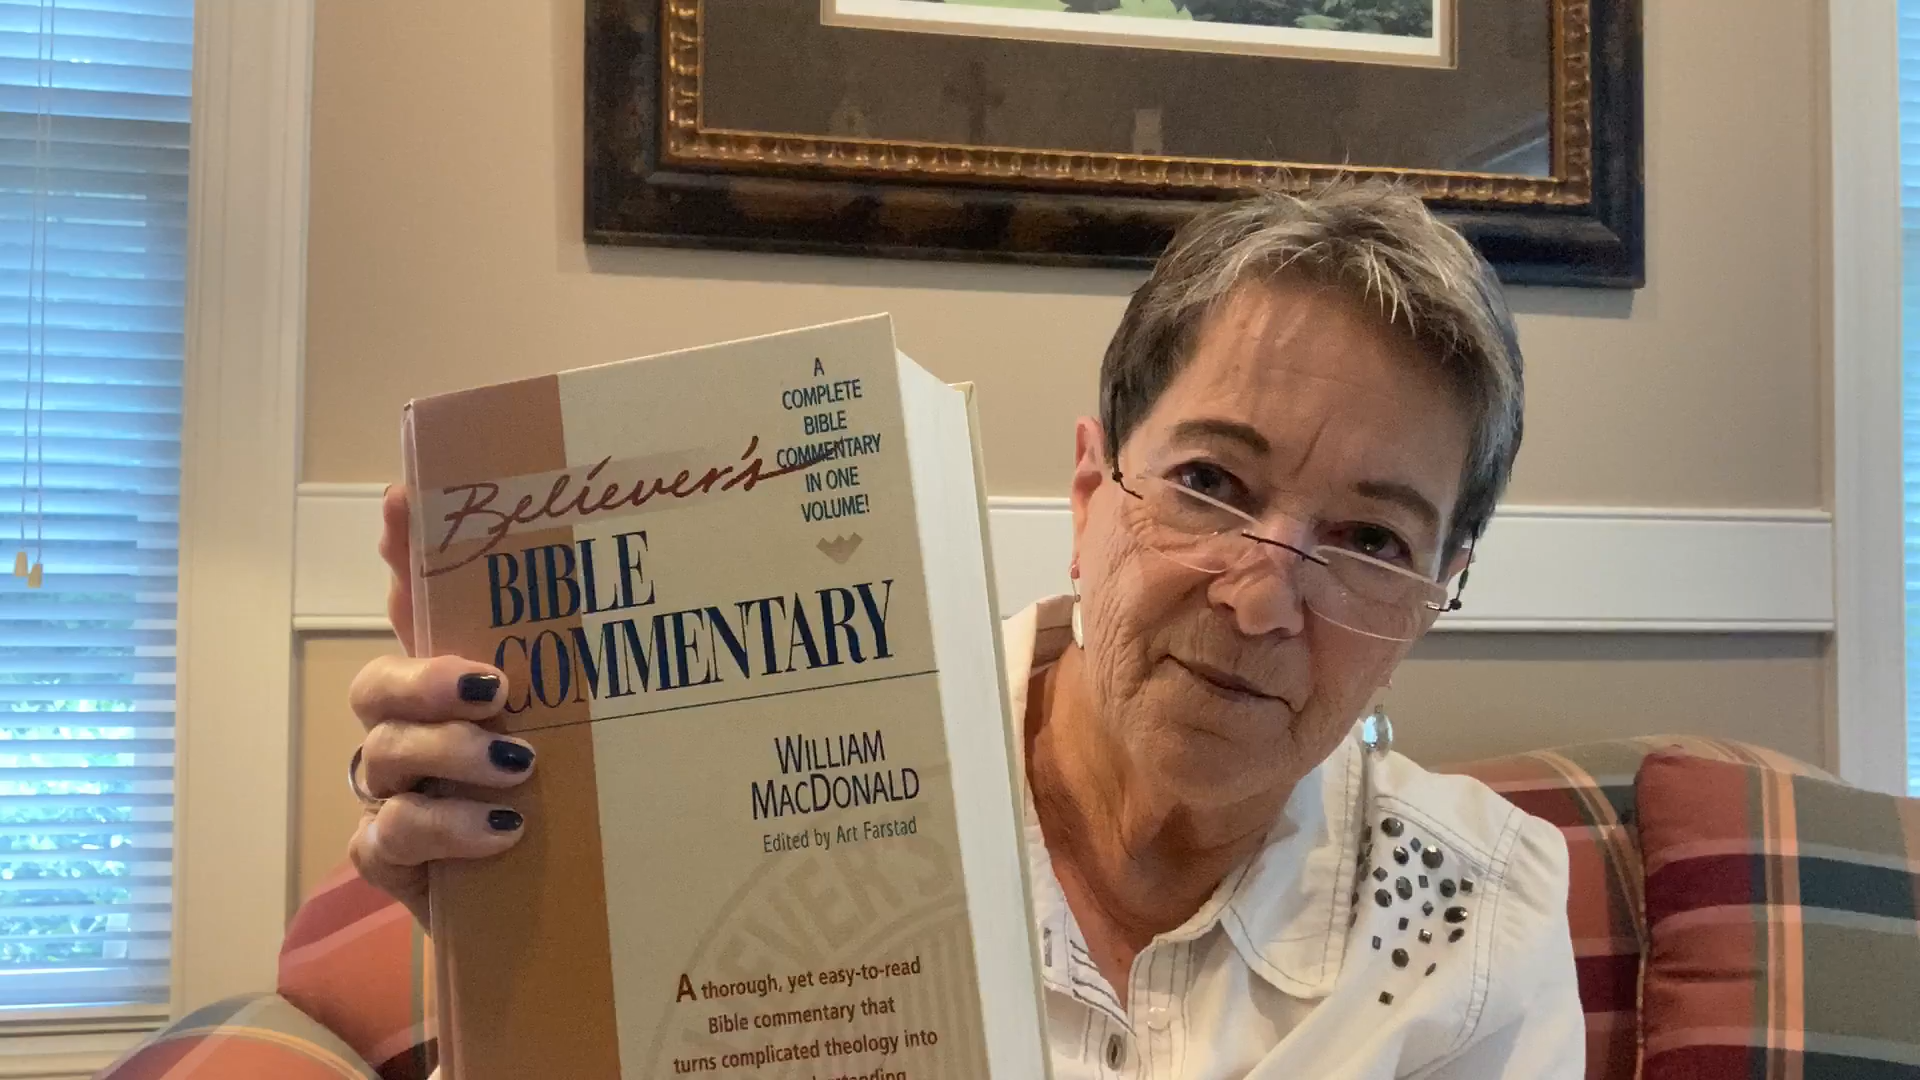 A
COMPLETE
BIBLE
COMMENTARY
IN ONE
VOLUME!
Believer's
BIBLE
COMMENTARY
WILLIAM
MACDONALD
Edited by Art Farstad
A thorough, yet easy-to-read
Bible commentary that
turns complicated theology into